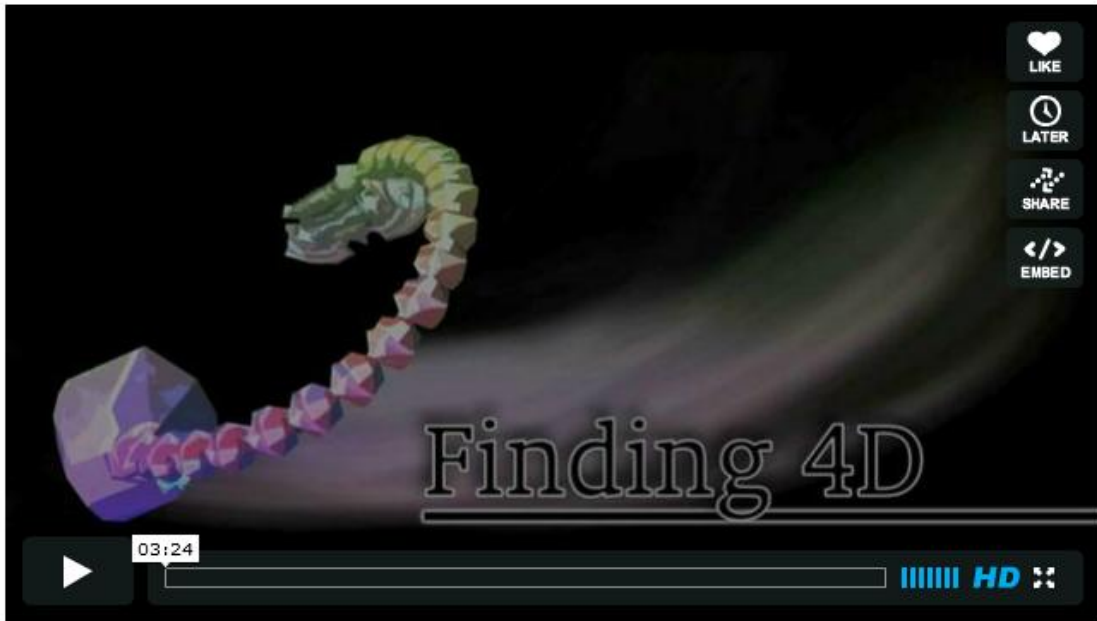 LIKE
LATER
SHARE
</>
EMBED
Finding 4D
03:24
HD